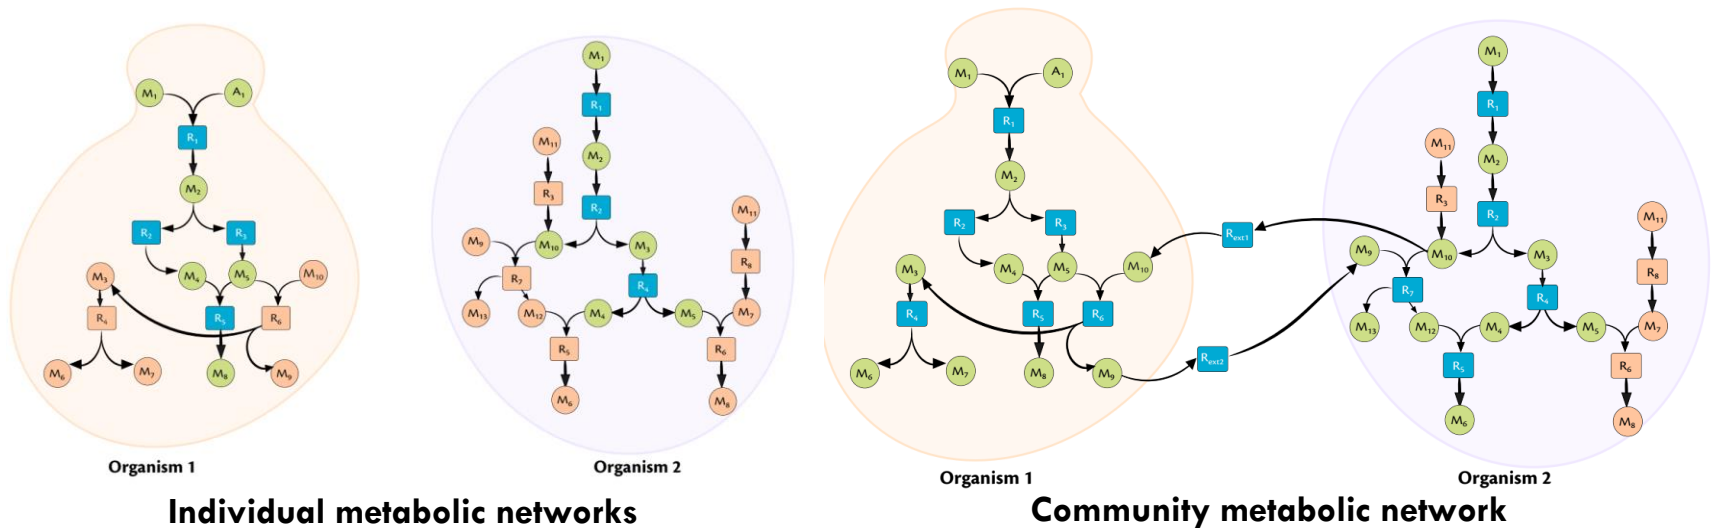 M1 A1
R1
M2
R2 R3
M3 M4 M5 M10
R4 R5 R6
M6 M7 M8 M9
Organism 1
M1
R1
M11 M2
R3 R2 M11
M9 M10 M3
R7 R4 R8
M13 M12 M4 M5 M7
R5 R6
M6 M8
Organism 2
Individual metabolic networks
M1 A1
R1
M2
R2 R3
M3 M4 M5 M10
R4 R5 R6
M6 M7 M8 M9
Organism 1
Rext1
Rext2
M1
R1
M11 M2
R3 R2 M11
M9 M10 M3
R7 R4 R8
M13 M12 M4 M5 M7
R5 R6
M6 M8
Organism 2
Community metabolic network